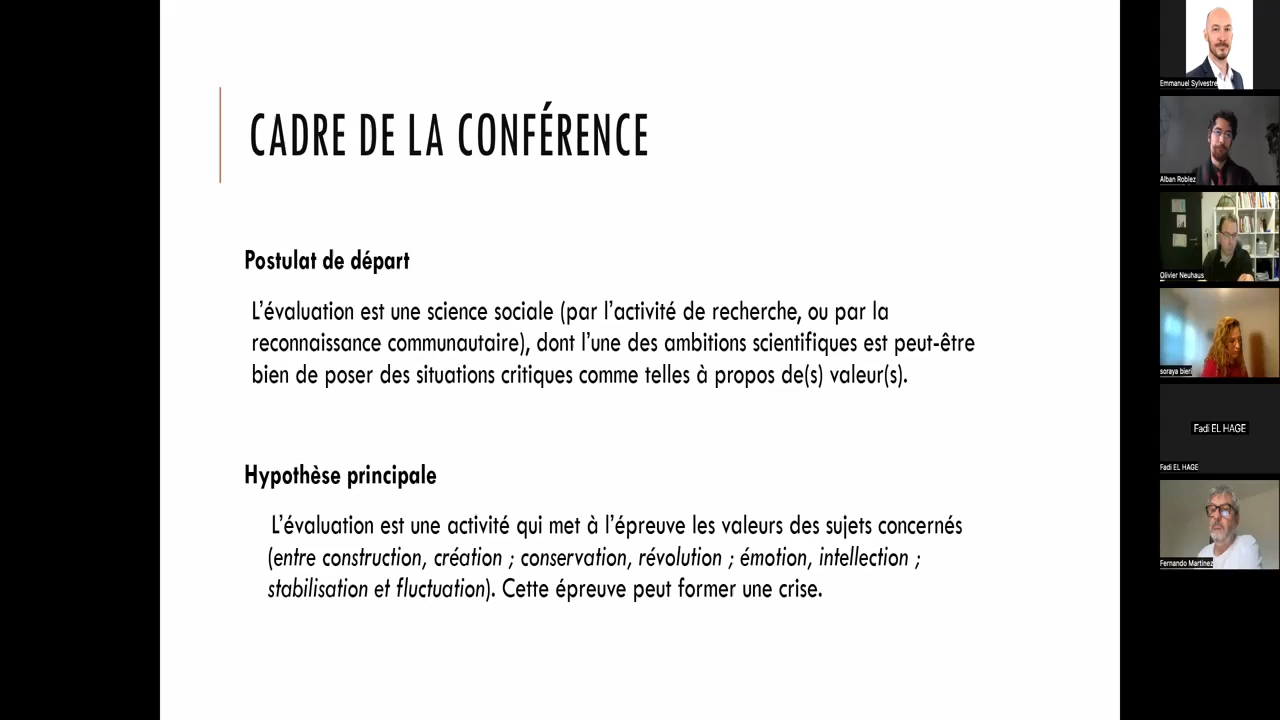 CADRE DE LA CONFÉRENCE
Postulat de départ
L'évaluation est une science sociale (par l'activité de recherche, ou par la
reconnaissance communautaire), dont l'une des ambitions scientifiques est peut-être
bien de poser des situations critiques comme telles à propos de(s) valeur(s).
Hypothèse principale
L'évaluation est une activité qui met à l'épreuve les valeurs des sujets concernés
(entre construction, création ; conservation, révolution ; émotion, intellection ;
stabilisation et fluctuation). Cette épreuve peut former une crise.
Emmanuel Sylvestre
Alban Roblez
Olivier Neuhaus
soraya bieri
Fadi EL HAGE
Fadi EL HAGE
Fernando Martinez